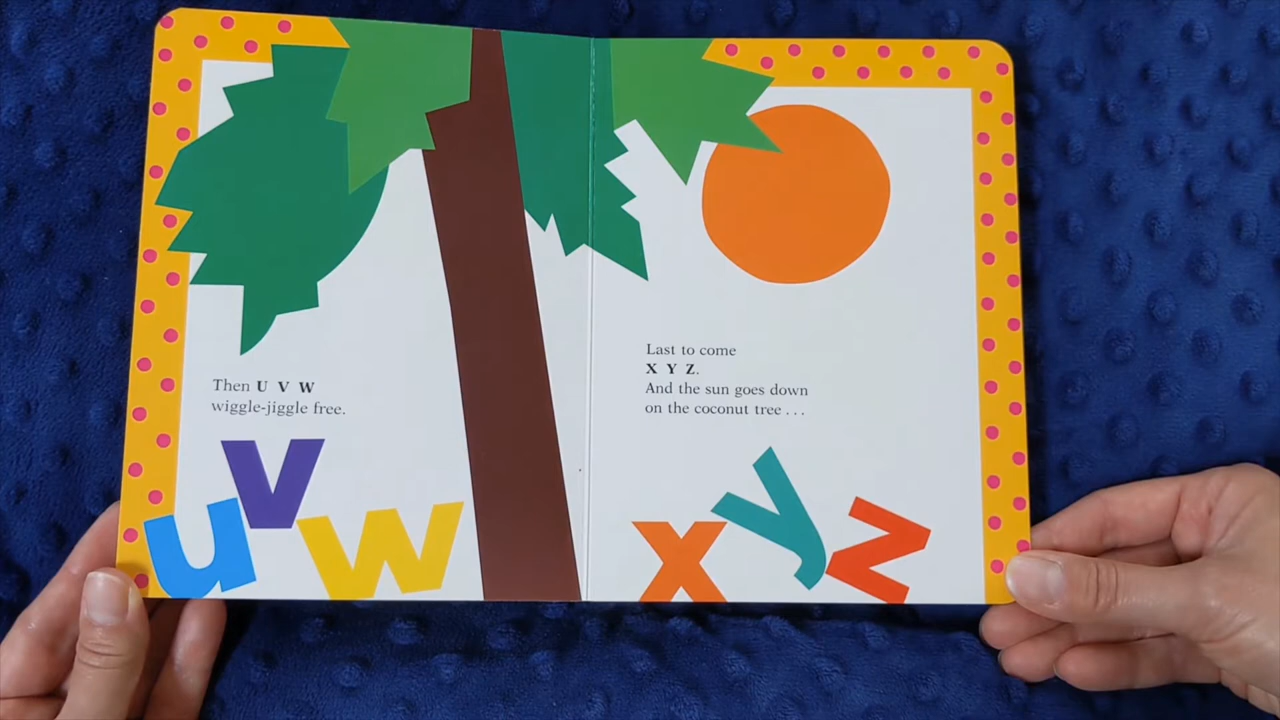 Then U V W
wiggle-jiggle free.
u
v
w
Last to come
X Y Z.
And the sun goes down
on the coconut tree . . .
x
y
z